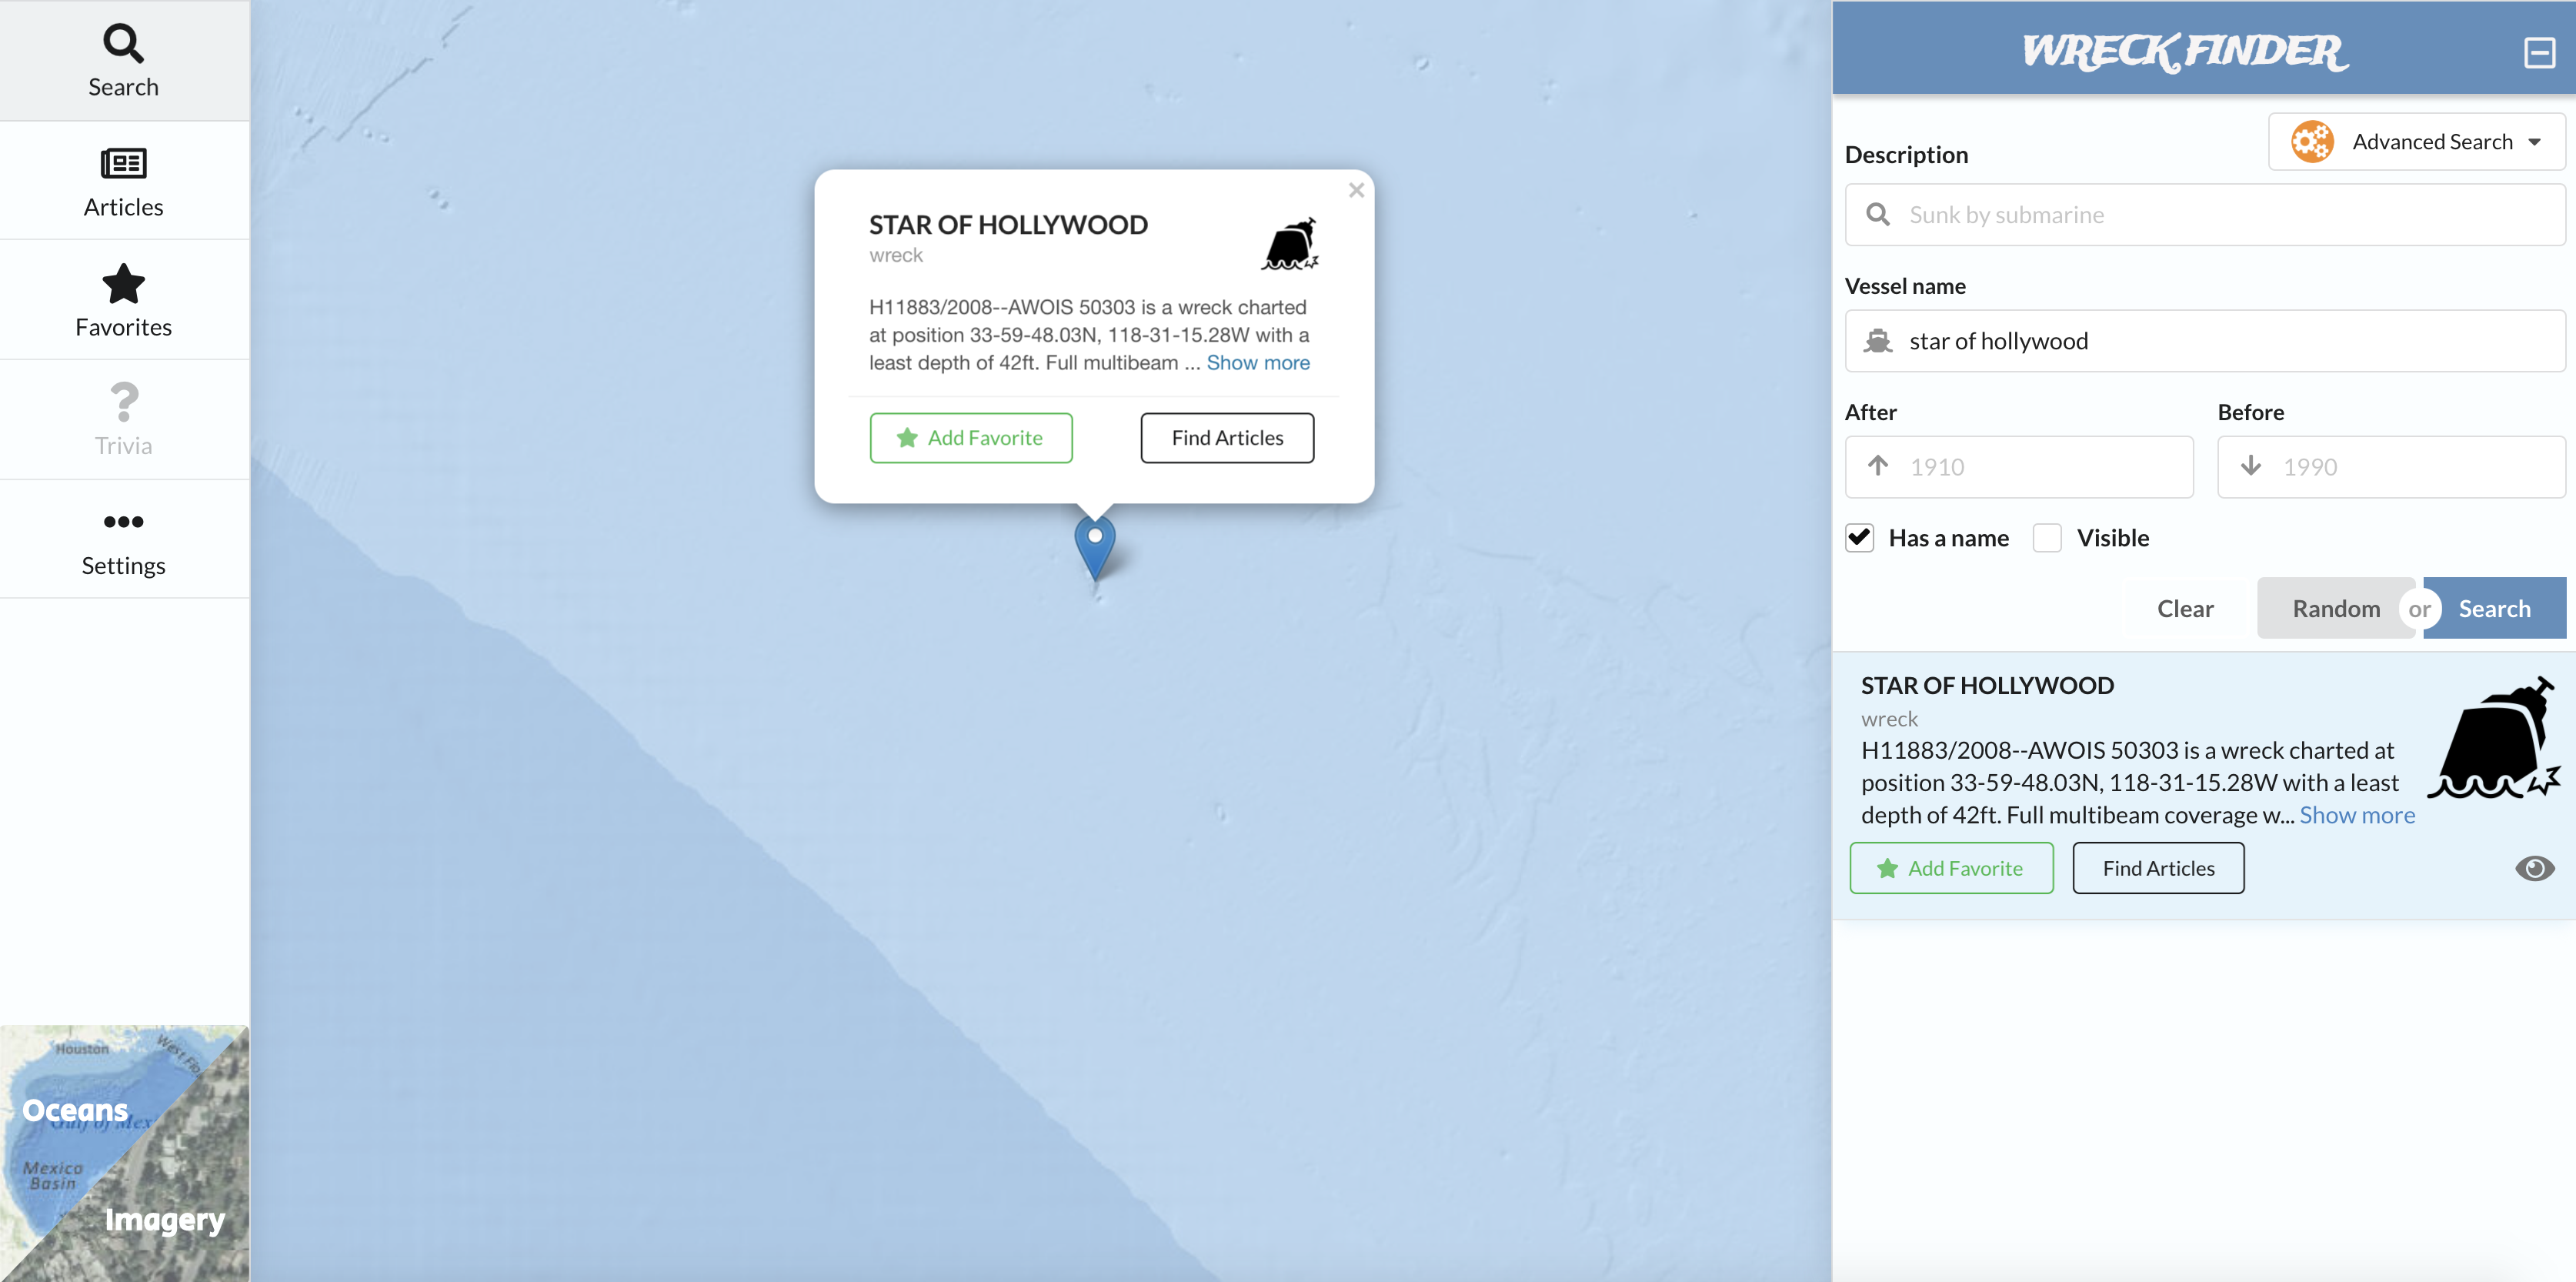 Search
Articles
Favorites
Trivia
Settings
Houston
Oceans
Gulf of Mex
Mexico
Basin
Imagery
STAR OF HOLLYWOOD
wreck
H11883/2008--AWOIS 50303 is a wreck charted
at position 33-59-48.03N, 118-31-15.28W with a
least depth of 42ft. Full multibeam ... Show more
Add Favorite
Find Articles
WRECK FINDER
Description
Advanced Search
Sunk by submarine
Vessel name
star of hollywood
After
Before
1910
1990
Has a name
Visible
Clear
Random
or
Search
STAR OF HOLLYWOOD
wreck
H11883/2008--AWOIS 50303 is a wreck charted at
position 33-59-48.03N, 118-31-15.28W with a least
depth of 42ft. Full multibeam coverage w... Show more
Add Favorite
Find Articles